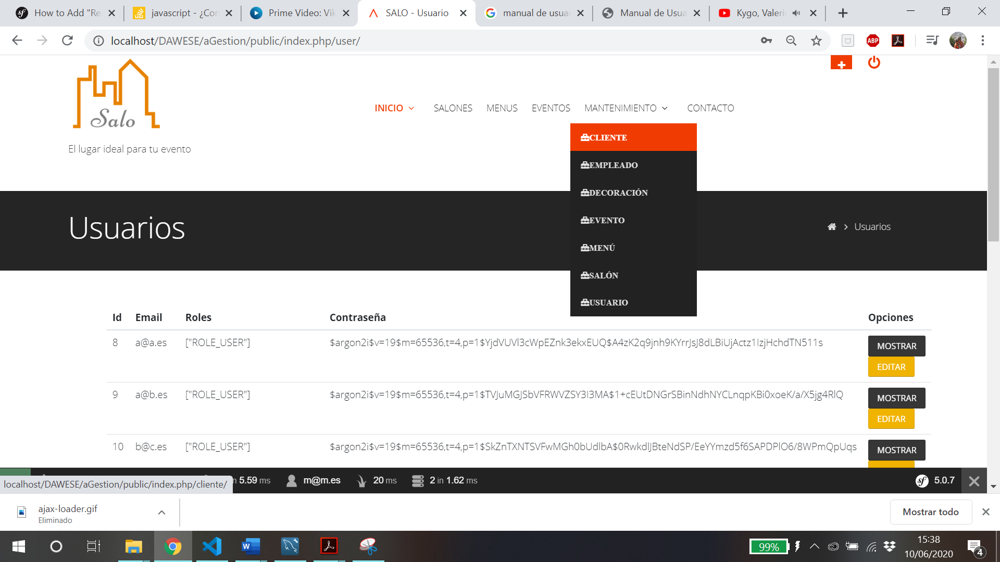 How to Add "Re
javascript - ¿Cor
Prime Video: Vik
SALO - Usuario
manual de usua
Manual de Usua
Kygo, Valeri
localhost/DAWESE/aGestion/public/index.php/user/
ABP
Salo
El lugar ideal para tu evento
INICIO
SALONES
MENUS
EVENTOS
MANTENIMIENTO
CONTACTO
CLIENTE
EMPLEADO
DECORACIÓN
EVENTO
MENÚ
SALÓN
USUARIO
Usuarios
Usuarios
Id Email Roles Contraseña Opciones
8 a@a.es ["ROLE_USER"] $argon2i$v=19$m=65536,t=4,p=1$YjdVUVl3cWpEZnk3ekxEUQ$A4zK2q9jnh9KYrrJsJ8dLBiUjActz1IzjHchdTN511s MOSTRAR
EDITAR
9 a@b.es ["ROLE_USER"] $argon2i$v=19$m=65536,t=4,p=1$TVJuMGJSbVFRWVZSY3I3MA$1+cEUtDNGrSBinNdhNYCLnqpKBi0xoeK/a/X5jg4RlQ MOSTRAR
EDITAR
10 b@c.es ["ROLE_USER"] $argon2i$v=19$m=65536,t=4,p=1$SkZnTXNTSVFwMGh0bUdlbA$0RwkdlJBteNdSP/EeYYmzd5f6SAPDPlO6/8WPmQpUqs MOSTRAR
localhost/DAWESE/aGestion/public/index.php/cliente/
n 5.59 ms
m@m.es
20 ms
2 in 1.62 ms
5.0.7
ajax-loader.gif
Eliminado
Mostrar todo
99%
15:38
10/06/2020
4